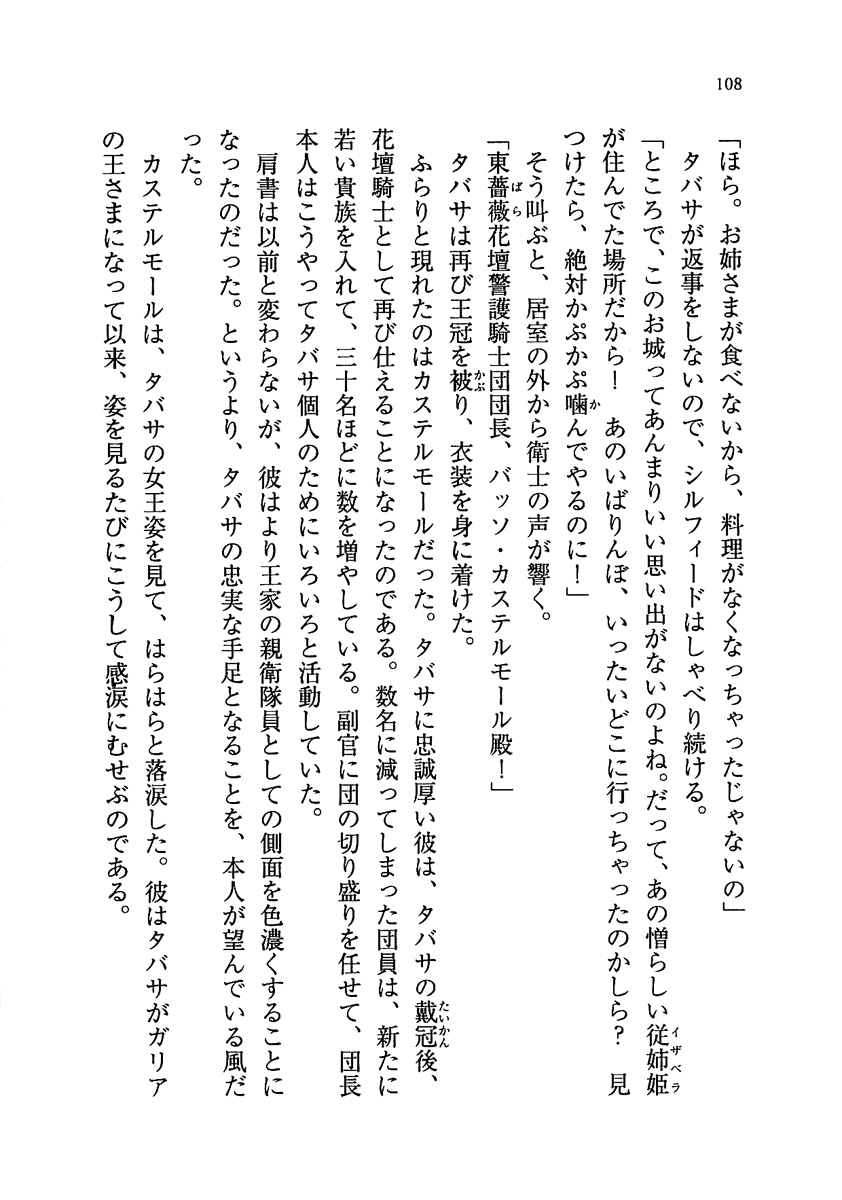 108
「ほら。お姉さまが食べないから、料理がなくなっちゃったじゃないの」
タバサが返事をしないので、シルフィードはしゃべり続ける。
「ところで、このお城ってあんまりいい思い出がないのよね。だって、あの憎らしい従姉姫イザベラ
が住んでた場所だから！　あのいばりんぼ、いったいどこに行っちゃったのかしら？　見
つけたら、絶対かぷかぷ噛かんでやるのに！」
そう叫ぶと、居室の外から衛士の声が響く。
「東薔薇ばら花壇警護騎士団団長、バッソ・カステルモール殿！」
タバサは再び王冠を被かぶり、衣装を身に着けた。
ふらりと現れたのはカステルモールだった。タバサに忠誠厚い彼は、タバサの戴冠たいかん後、
花壇騎士として再び仕えることになったのである。数名に減ってしまった団員は、新たに
若い貴族を入れて、三十名ほどに数を増やしている。副官に団の切り盛りを任せて、団長
本人はこうやってタバサ個人のためにいろいろと活動していた。
肩書は以前と変わらないが、彼はより王家の親衛隊員としての側面を色濃くすることに
なったのだった。というより、タバサの忠実な手足となることを、本人が望んでいる風だ
った。
カステルモールは、タバサの女王姿を見て、はらはらと落涙した。彼はタバサがガリア
の王さまになって以来、姿を見るたびにこうして感涙にむせぶのである。